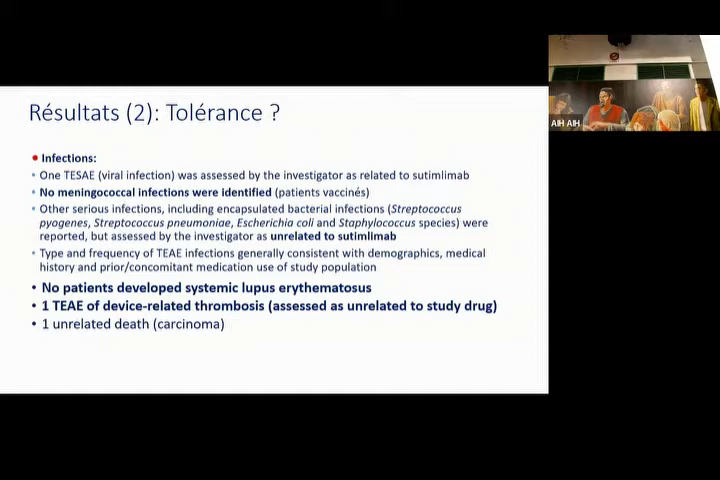 Résultats (2): Tolérance ?
• Infections:
• One TESAE (viral infection) was assessed by the investigator as related to sutimlimab
• No meningococcal infections were identified (patients vaccinés)
• Other serious infections, including encapsulated bacterial infections (Streptococcus
pyogenes, Streptococcus pneumoniae, Escherichia coli and Staphylococcus species) were
reported, but assessed by the investigator as unrelated to sutimlimab
• Type and frequency of TEAE infections generally consistent with demographics, medical
history and prior/concomitant medication use of study population
• No patients developed systemic lupus erythematosus
• 1 TEAE of device-related thrombosis (assessed as unrelated to study drug)
• 1 unrelated death (carcinoma)
AIH AIH